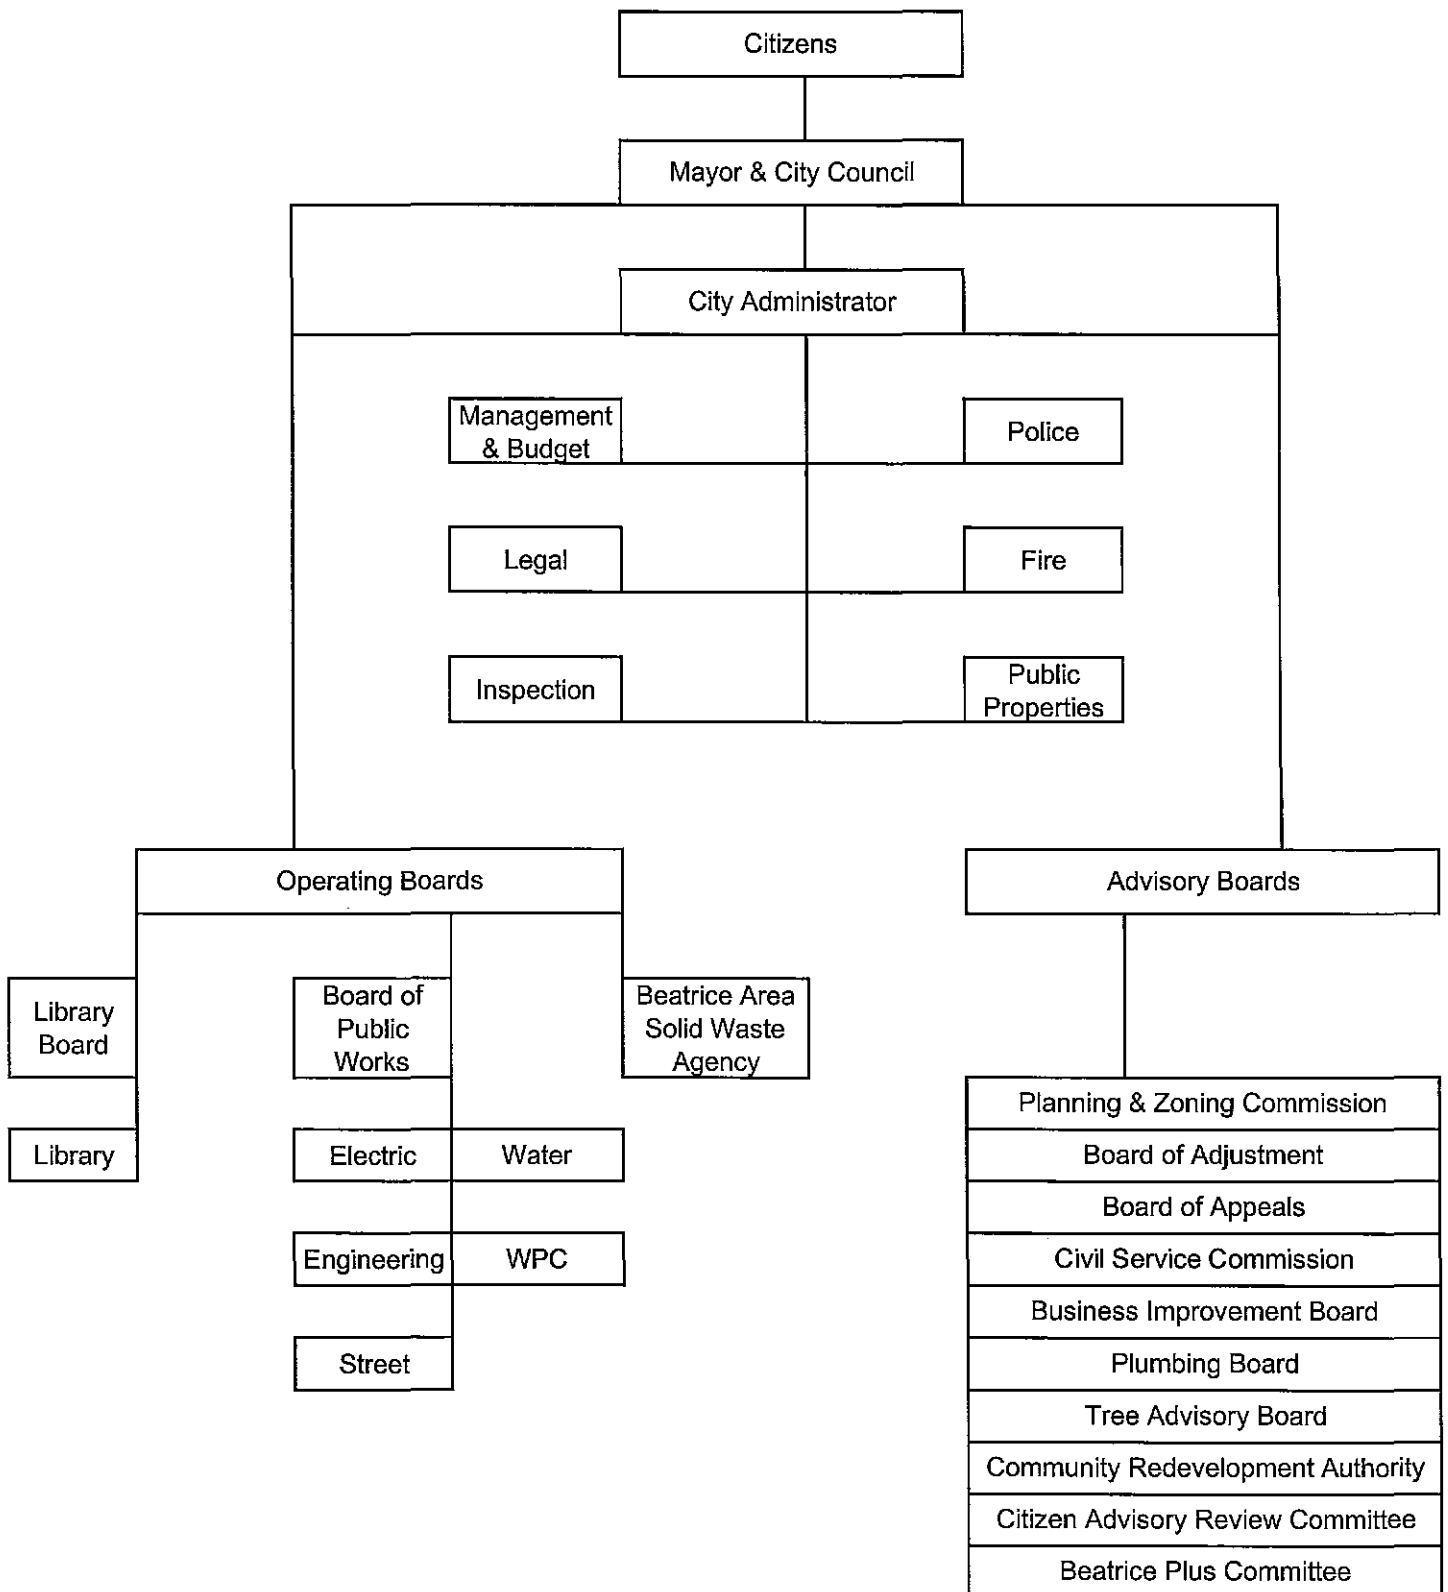 Citizens
Mayor & City Council
City Administrator
Management
& Budget
Police
Legal
Fire
Inspection
Public
Properties
Operating Boards
Advisory Boards
Library
Board
Board of
Public
Works
Beatrice Area
Solid Waste
Agency
Library
Electric
Water
Engineering
WPC
Street
Planning & Zoning Commission
Board of Adjustment
Board of Appeals
Civil Service Commission
Business Improvement Board
Plumbing Board
Tree Advisory Board
Community Redevelopment Authority
Citizen Advisory Review Committee
Beatrice Plus Committee